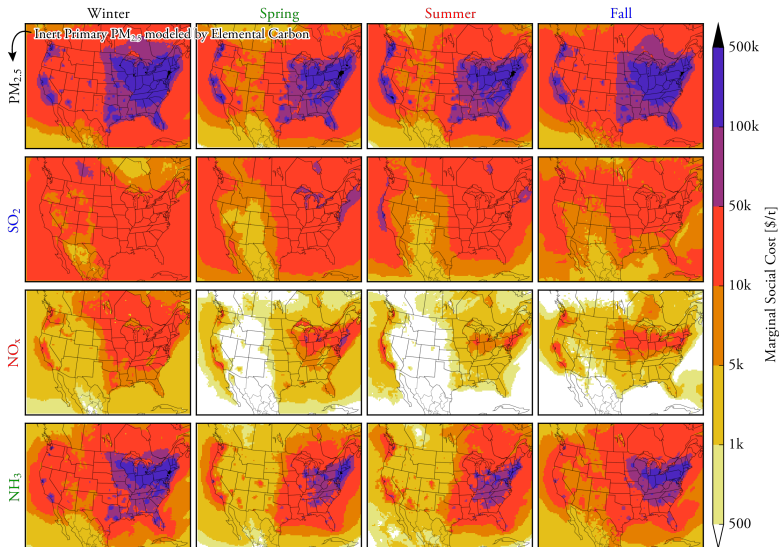 Winter Spring Summer Fall
Inert Primary PM2.5 modeled by Elemental Carbon
PM2.5
SO2
NOx
NH3
500k
100k
50k
10k
5k
1k
500
Marginal Social Cost [$/t]